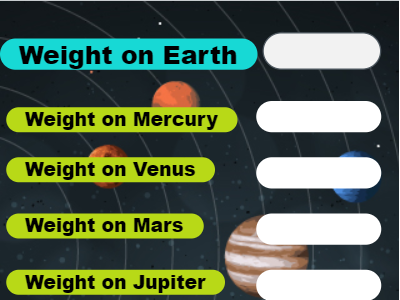 Weight on Earth
Weight on Mercury
Weight on Venus
Weight on Mars
Weight on Jupiter